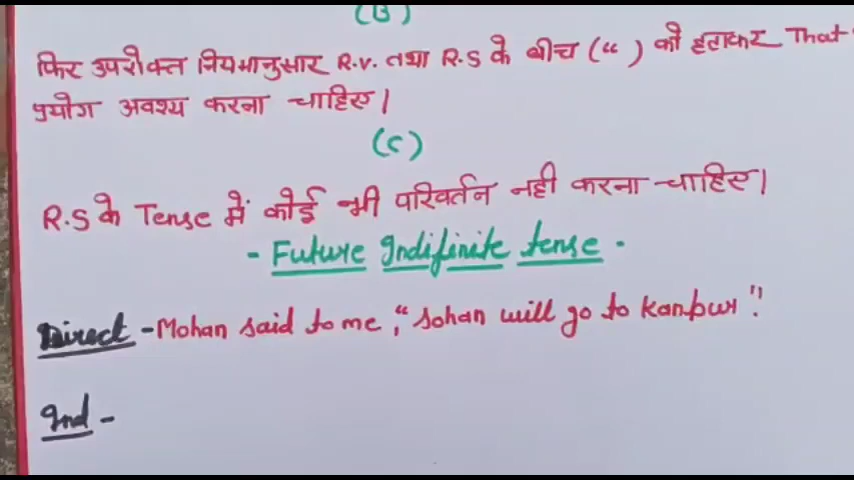 (B)
फिर उपरोक्त नियमानुसार R.V. तथा R.S के बीच (“ ) को हटाकर That
प्रयोग अवश्य करना चाहिए।
(C)
R.S के Tense में कोई भी परिवर्तन नही करना चाहिए।
- Future Indifinite tense -
Direct - Mohan said to me, “Sohan will go to Kanpur".
Ind -